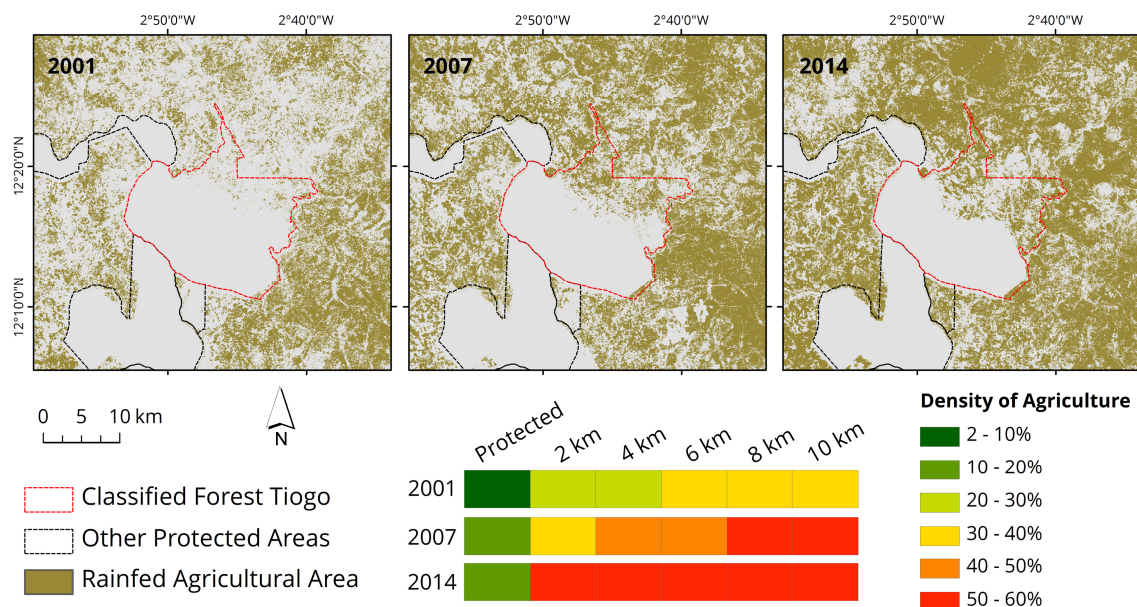 2°50'0"W 2°40'0"W 2°50'0"W 2°40'0"W 2°50'0"W 2°40'0"W
2001 2007 2014
12°20'0"N
12°10'0"N
0 5 10 km
N
Classified Forest Tiogo
Other Protected Areas
Rainfed Agricultural Area
Protected 2 km 4 km 6 km 8 km 10 km
2001
2007
2014
Density of Agriculture
2 - 10%
10 - 20%
20 - 30%
30 - 40%
40 - 50%
50 - 60%